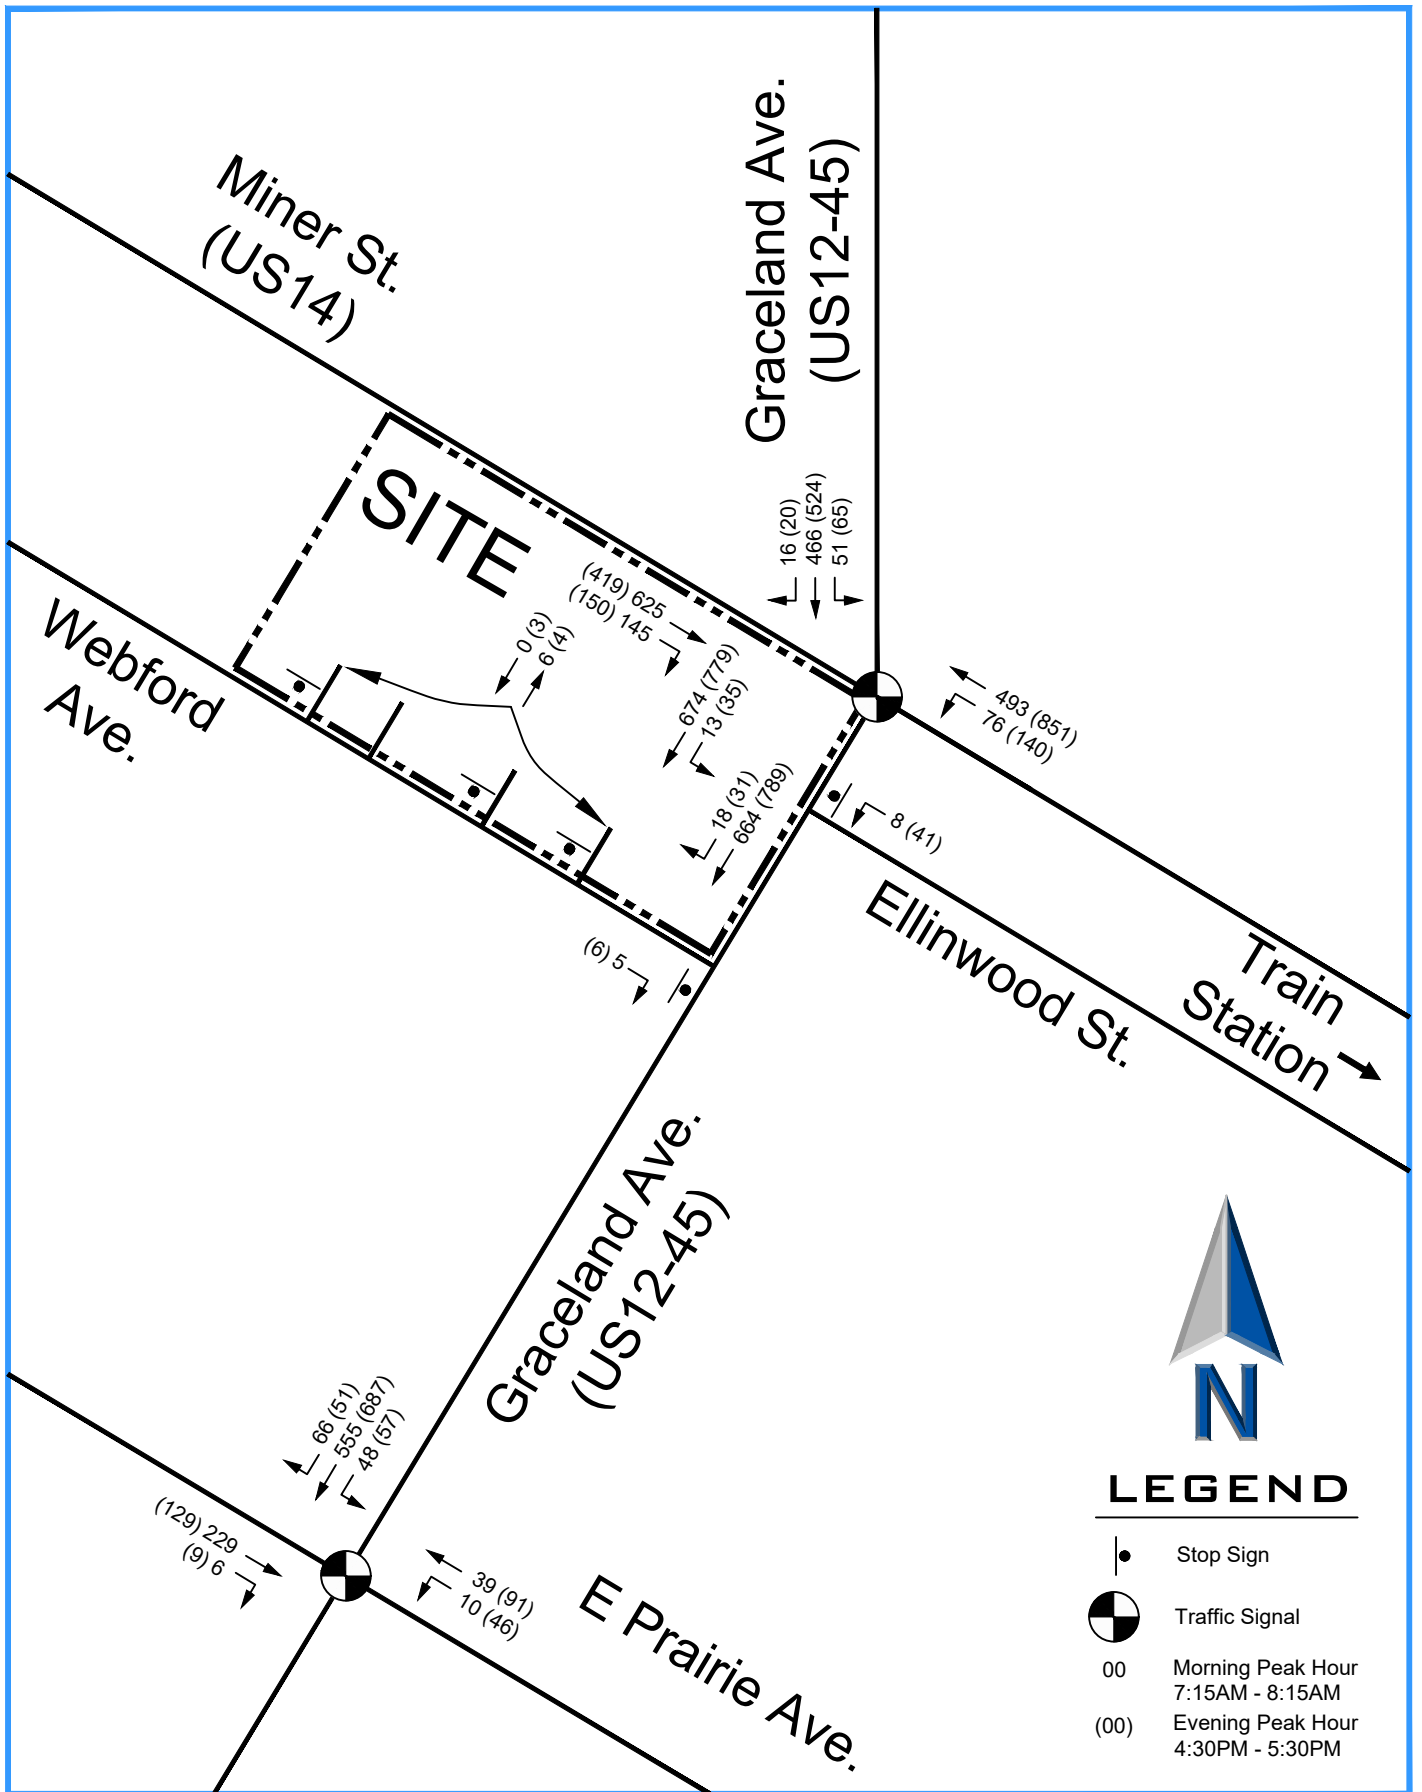 Graceland Ave.
(US12-45)
Miner St.
(US14)
SITE
16 (20)
466 (524)
51 (65)
(419) 625
(150) 145
0 (3)
6 (4)
674 (779)
13 (35)
493 (851)
76 (140)
Webford
Ave.
18 (31)
664 (789)
8 (41)
Ellinwood St.
Train
Station
(6) 5
Graceland Ave.
(US12-45)
66 (51)
555 (687)
48 (57)
(129) 229
(9) 6
39 (91)
10 (46)
E Prairie Ave.
N
LEGEND
Stop Sign
Traffic Signal
00 Morning Peak Hour
7:15AM - 8:15AM
(00) Evening Peak Hour
4:30PM - 5:30PM